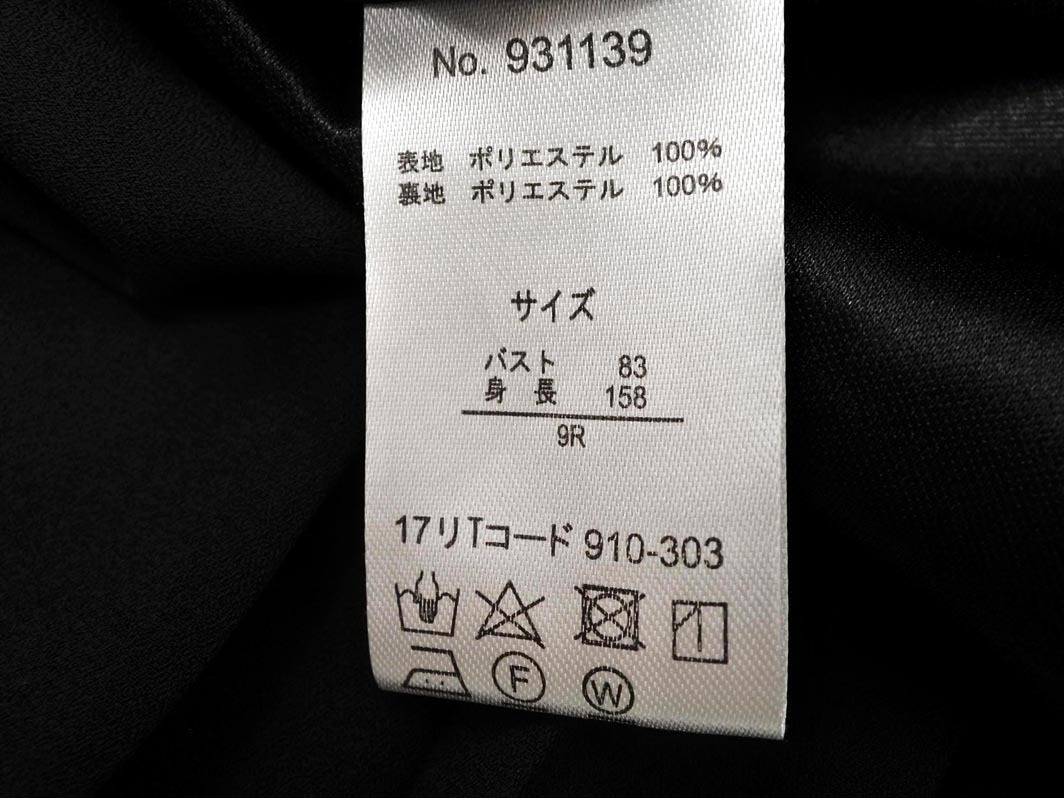 No. 931139
表地 ポリエステル 100%
裏地 ポリエステル 100%
サイズ
バスト 83
身長 158
9R
17リTコード 910-303
F W